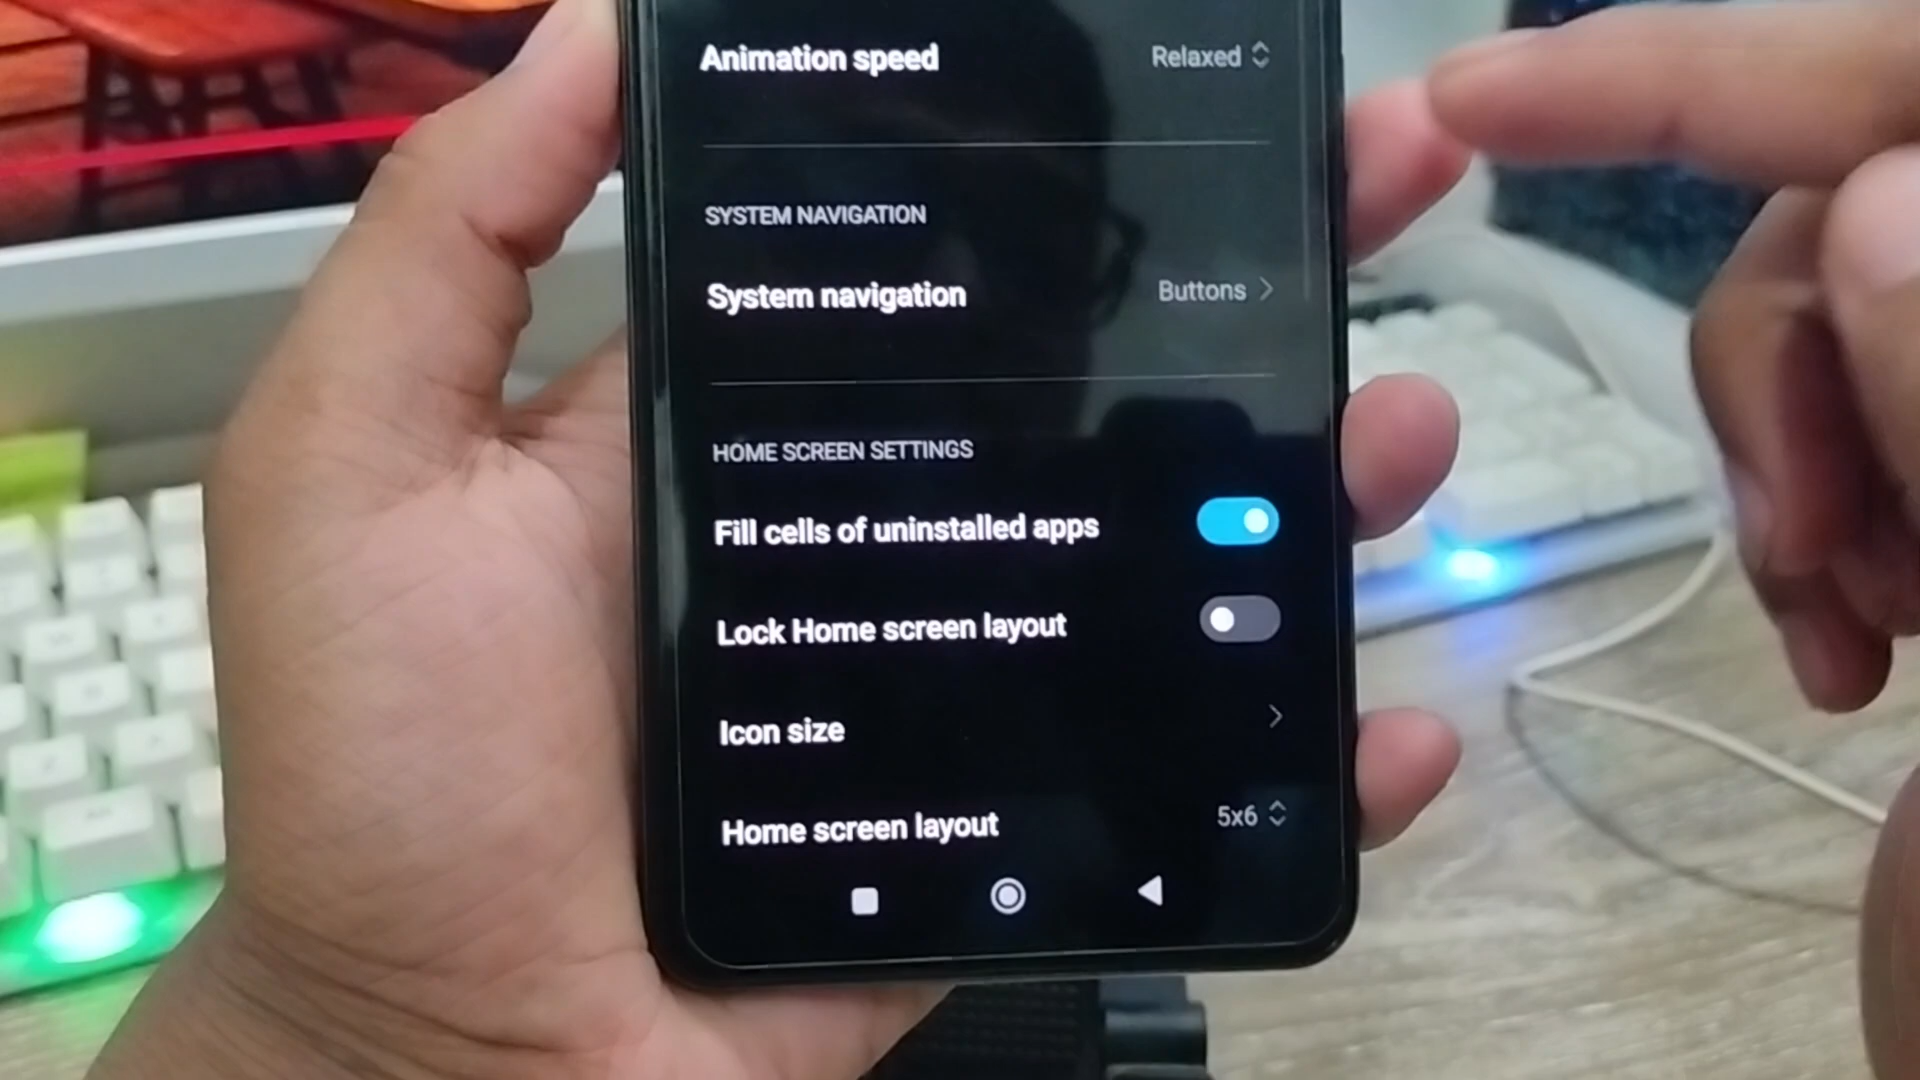 Animation speed Relaxed
SYSTEM NAVIGATION
System navigation Buttons
HOME SCREEN SETTINGS
Fill cells of uninstalled apps
Lock Home screen layout
Icon size
Home screen layout 5x6